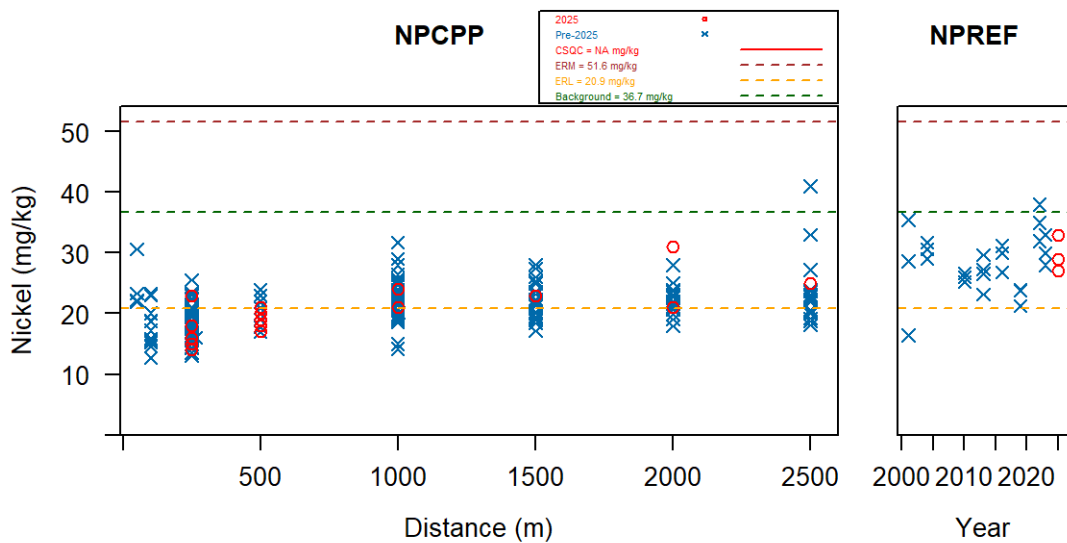 NPCPP
NPREF
2025
Pre-2025
CSQC = NA mg/kg
ERM = 51.6 mg/kg
ERL = 20.9 mg/kg
Background = 36.7 mg/kg
Nickel (mg/kg)
50
40
30
20
10
500 1000 1500 2000 2500
2000 2010 2020
Distance (m)
Year